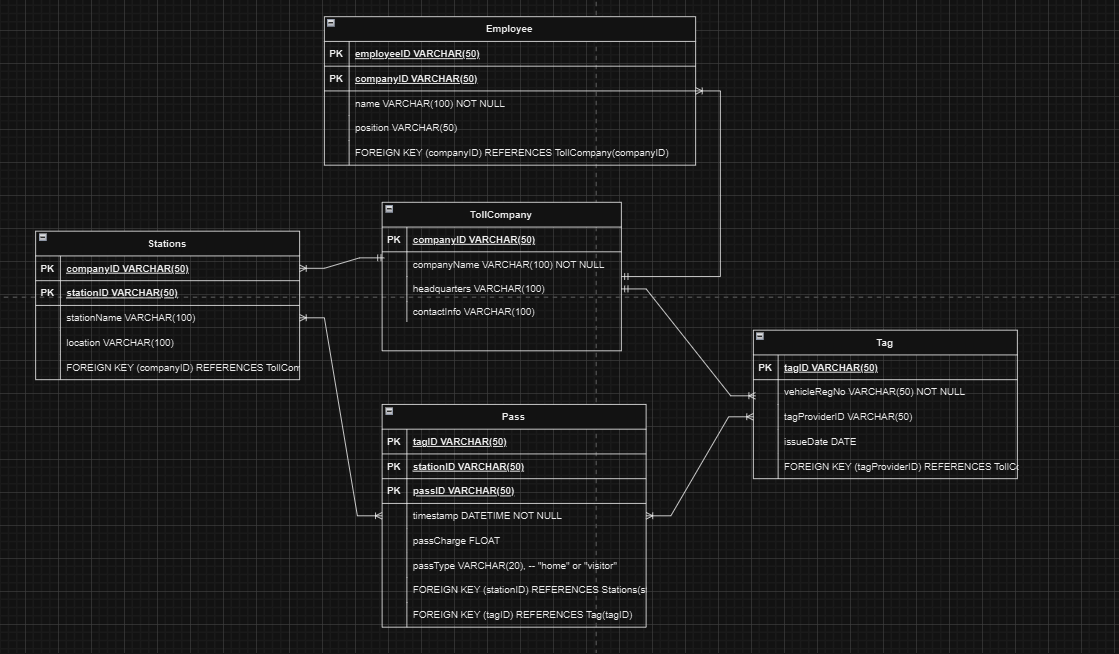 Employee
PK employeeID VARCHAR(50)
PK companyID VARCHAR(50)
name VARCHAR(100) NOT NULL
position VARCHAR(50)
FOREIGN KEY (companyID) REFERENCES TollCompany(companyID)
TollCompany
PK companyID VARCHAR(50)
companyName VARCHAR(100) NOT NULL
headquarters VARCHAR(100)
contactInfo VARCHAR(100)
Stations
PK companyID VARCHAR(50)
PK stationID VARCHAR(50)
stationName VARCHAR(100)
location VARCHAR(100)
FOREIGN KEY (companyID) REFERENCES TollCom
Tag
PK tagID VARCHAR(50)
vehicleRegNo VARCHAR(50) NOT NULL
tagProviderID VARCHAR(50)
issueDate DATE
FOREIGN KEY (tagProviderID) REFERENCES TollCo
Pass
PK tagID VARCHAR(50)
PK stationID VARCHAR(50)
PK passID VARCHAR(50)
timestamp DATETIME NOT NULL
passCharge FLOAT
passType VARCHAR(20), -- "home" or "visitor"
FOREIGN KEY (stationID) REFERENCES Stations(st
FOREIGN KEY (tagID) REFERENCES Tag(tagID)